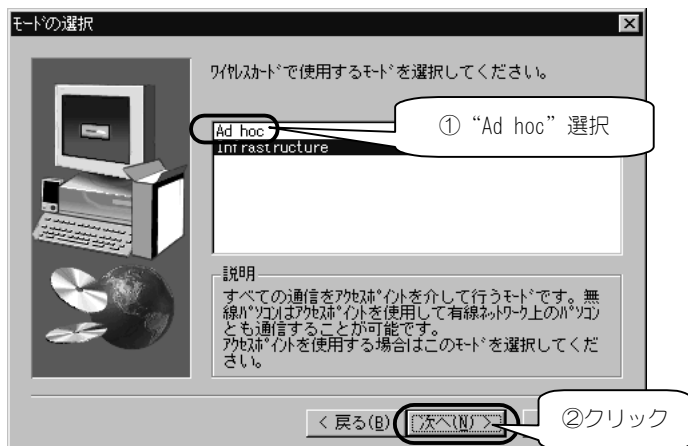 モードの選択
ワイヤレスカードで使用するモードを選択してください。
Ad hoc
① “Ad hoc” 選択
Infrastructure
説明
すべての通信をアクセスポイントを介して行うモードです。無
線パソコンはアクセスポイントを使用して有線ネットワーク上のパソコン
とも通信することが可能です。
アクセスポイントを使用する場合はこのモードを選択してくだ
さい。
< 戻る(B)
次へ(N) >
②クリック